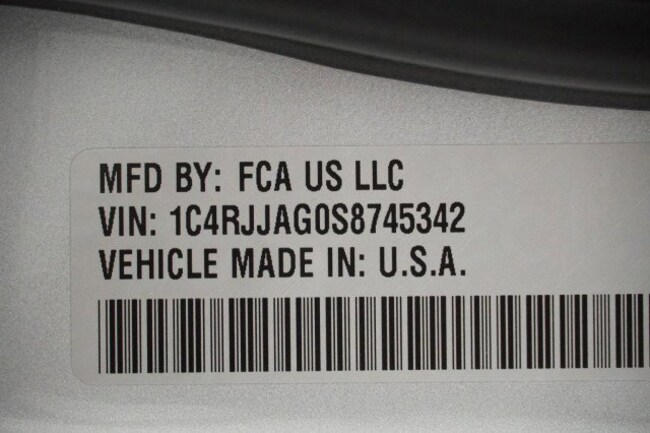 MFD BY: FCA US LLC
VIN: 1C4RJJAG0S8745342
VEHICLE MADE IN: U.S.A.